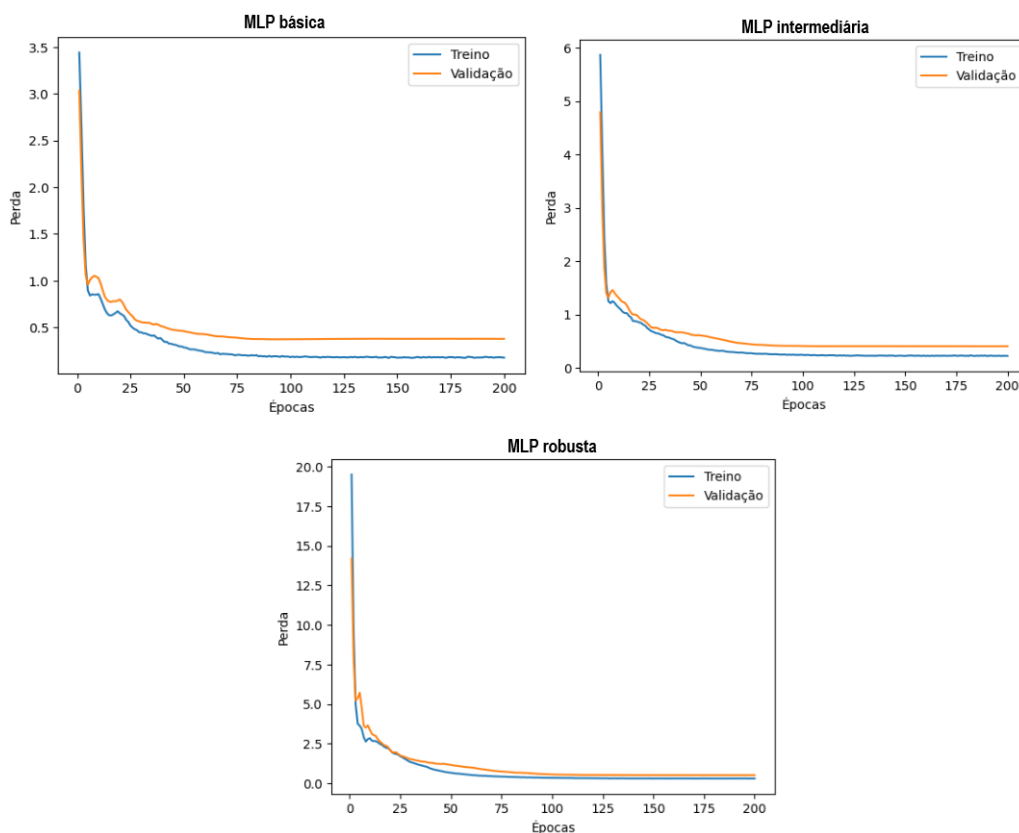 MLP básica
3.5
3.0
2.5
2.0
1.5
1.0
0.5
Perda
Treino
Validação
0 25 50 75 100 125 150 175 200
Épocas
MLP intermediária
6
5
4
3
2
1
0
Perda
Treino
Validação
0 25 50 75 100 125 150 175 200
Épocas
MLP robusta
20.0
17.5
15.0
12.5
10.0
7.5
5.0
2.5
0.0
Perda
Treino
Validação
0 25 50 75 100 125 150 175 200
Épocas